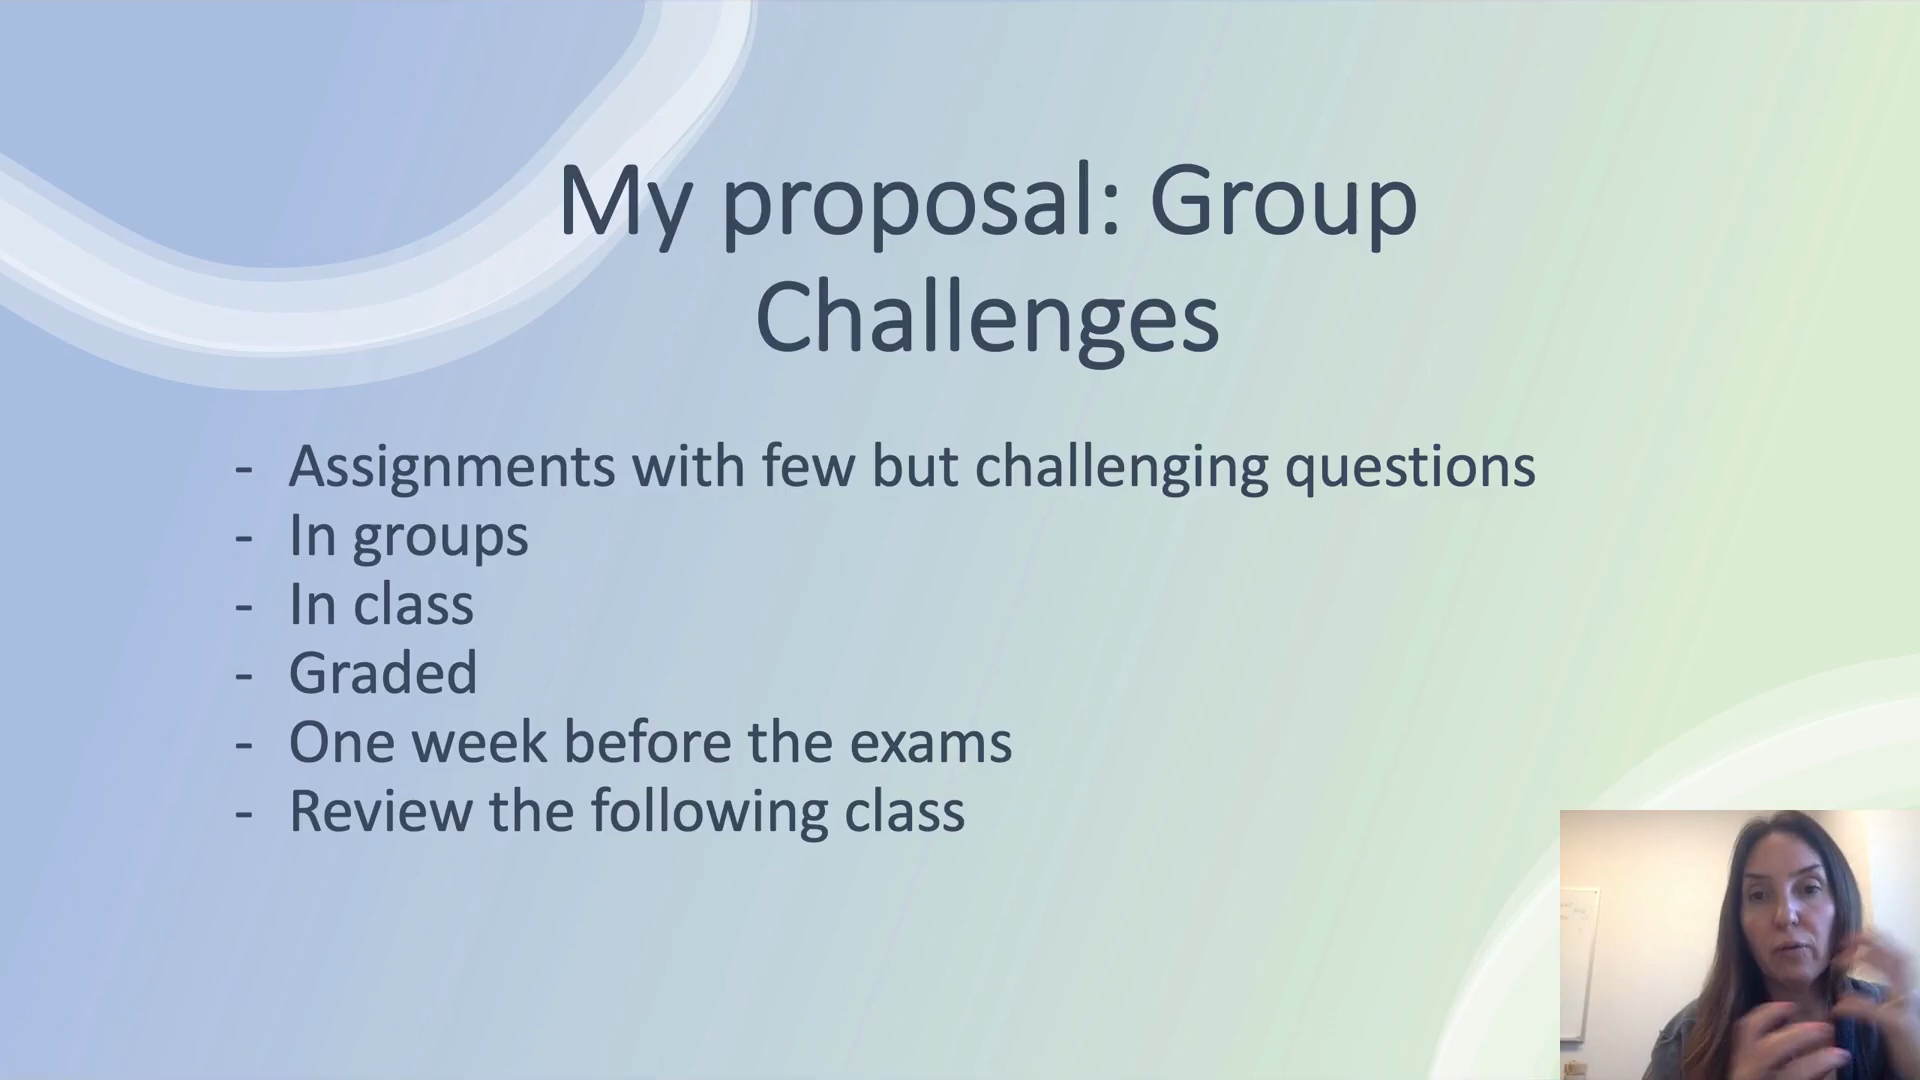 My proposal: Group
Challenges
- Assignments with few but challenging questions
- In groups
- In class
- Graded
- One week before the exams
- Review the following class